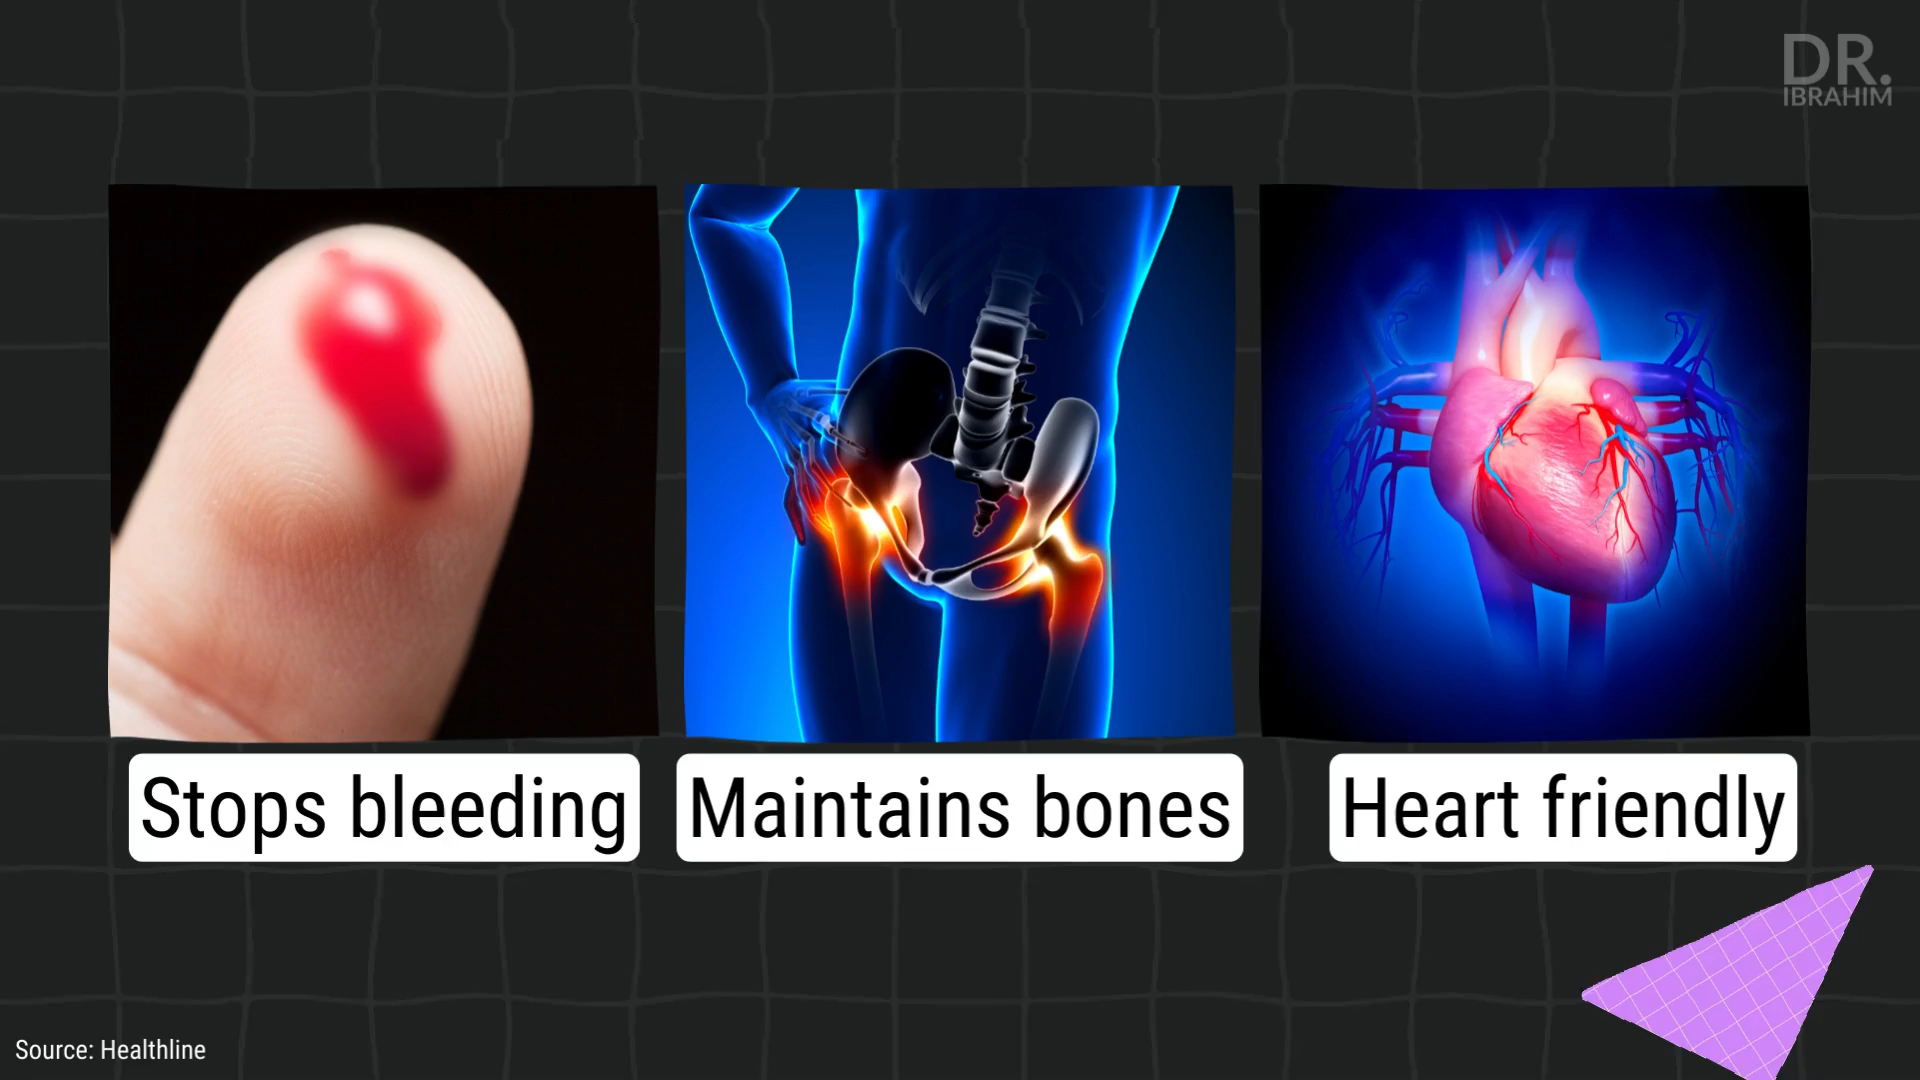 DR.
IBRAHIM
Stops bleeding
Maintains bones
Heart friendly
Source: Healthline